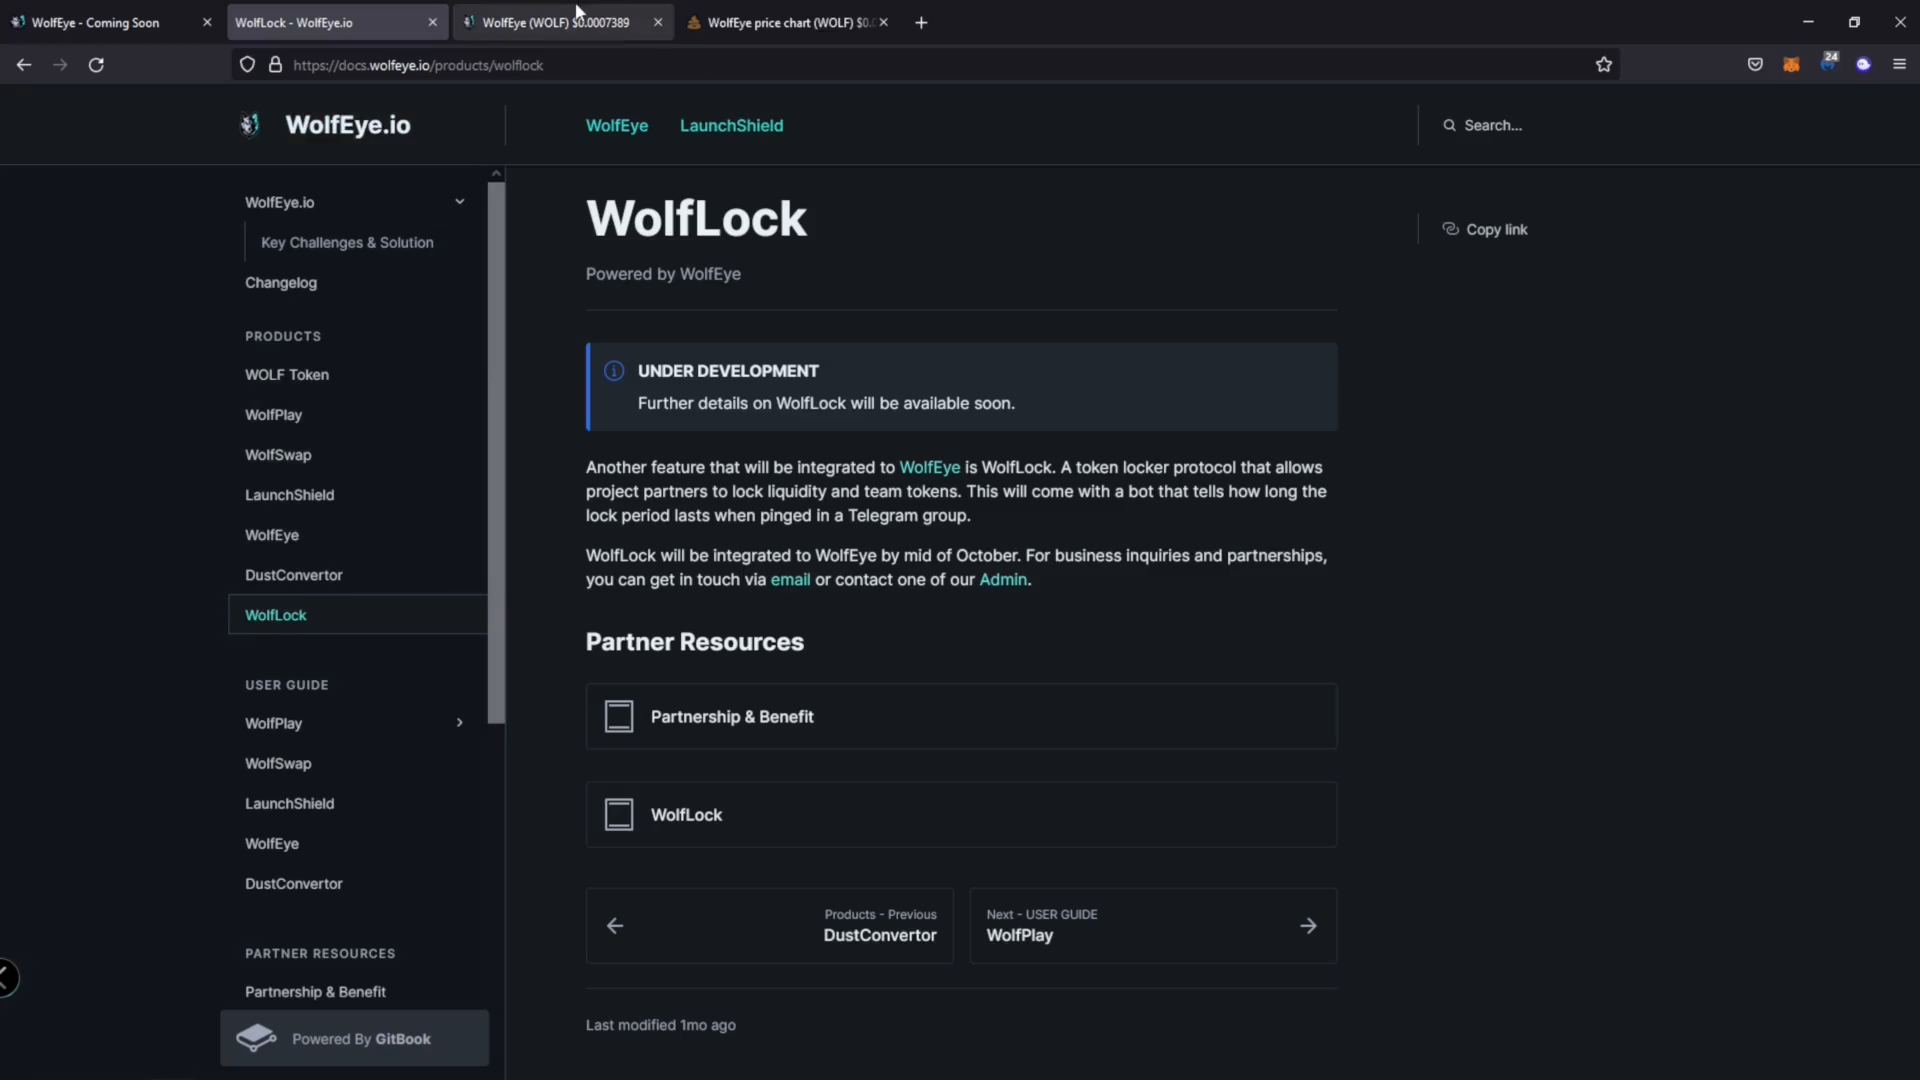 WolfEye - Coming Soon
WolfLock - WolfEye.io
WolfEye (WOLF) $0.0007389
WolfEye price chart (WOLF) $0.
https://docs.wolfeye.io/products/wolflock
24
WolfEye.io
WolfEye
LaunchShield
Search...
WolfEye.io
Key Challenges & Solution
Changelog
PRODUCTS
WOLF Token
WolfPlay
WolfSwap
LaunchShield
WolfEye
DustConvertor
WolfLock
USER GUIDE
WolfPlay
WolfSwap
LaunchShield
WolfEye
DustConvertor
PARTNER RESOURCES
Partnership & Benefit
Powered By GitBook
WolfLock
Powered by WolfEye
UNDER DEVELOPMENT
Further details on WolfLock will be available soon.
Another feature that will be integrated to WolfEye is WolfLock. A token locker protocol that allows
project partners to lock liquidity and team tokens. This will come with a bot that tells how long the
lock period lasts when pinged in a Telegram group.
WolfLock will be integrated to WolfEye by mid of October. For business inquiries and partnerships,
you can get in touch via email or contact one of our Admin.
Partner Resources
Partnership & Benefit
WolfLock
Products - Previous
DustConvertor
Next - USER GUIDE
WolfPlay
Last modified 1mo ago
Copy link